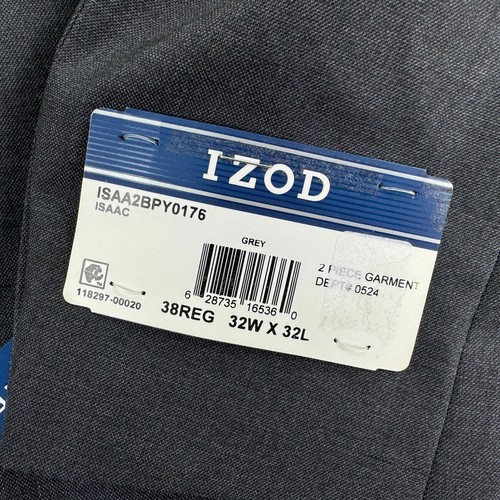 IZOD
ISAA2BPY0176
ISAAC
GREY
2 PIECE GARMENT
DEPT# 0524
118297-00020
6 28735 16536 0
38REG 32W X 32L